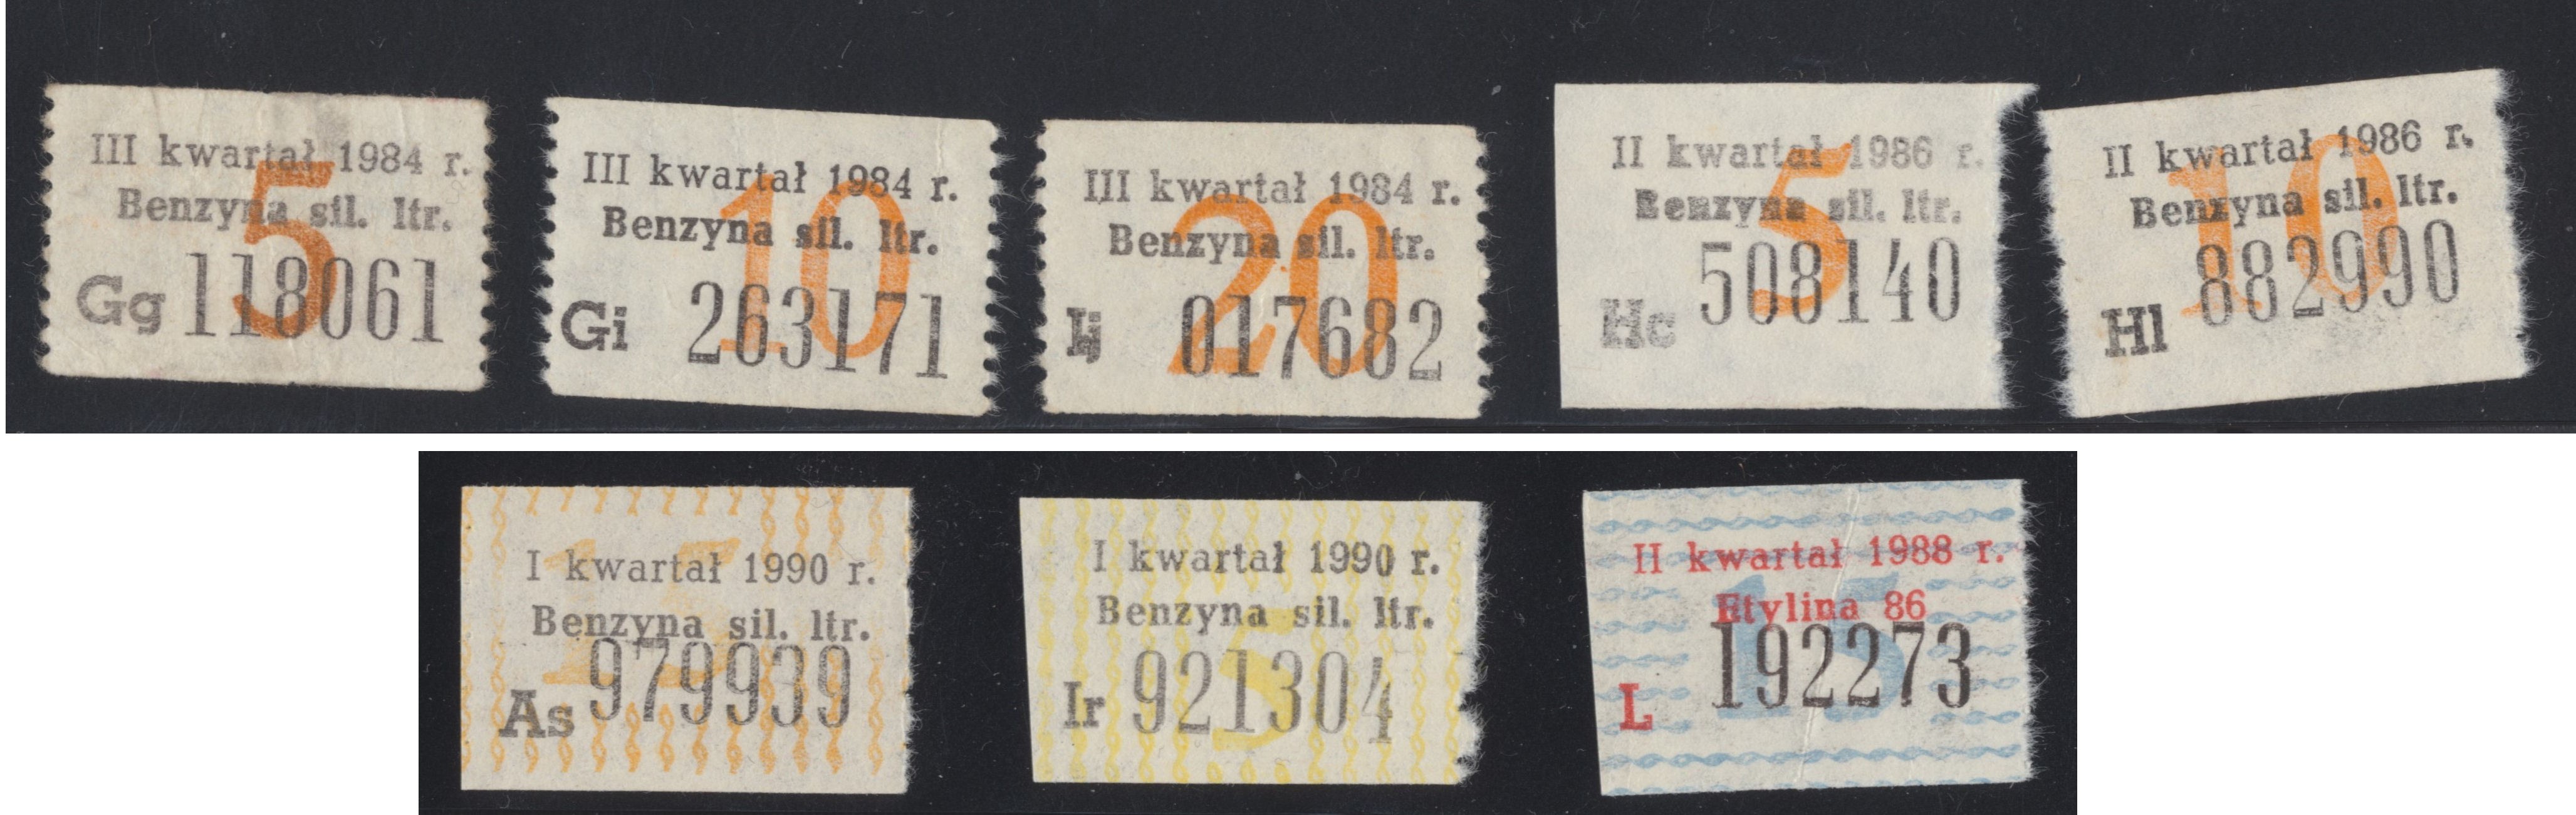 III kwartał 1984 r.
Benzyna sil. ltr.
5
Gg 118061
III kwartał 1984 r.
Benzyna sil. ltr.
10
Gi 263171
III kwartał 1984 r.
Benzyna sil. ltr.
20
Ij 017682
II kwartał 1986 r.
Benzyna sil. ltr.
5
Hc 508140
II kwartał 1986 r.
Benzyna sil. ltr.
10
Hl 882990
I kwartał 1990 r.
Benzyna sil. ltr.
15
As 979939
I kwartał 1990 r.
Benzyna sil. ltr.
5
Ir 921304
II kwartał 1988 r.
Etylina 86
15
L 192273